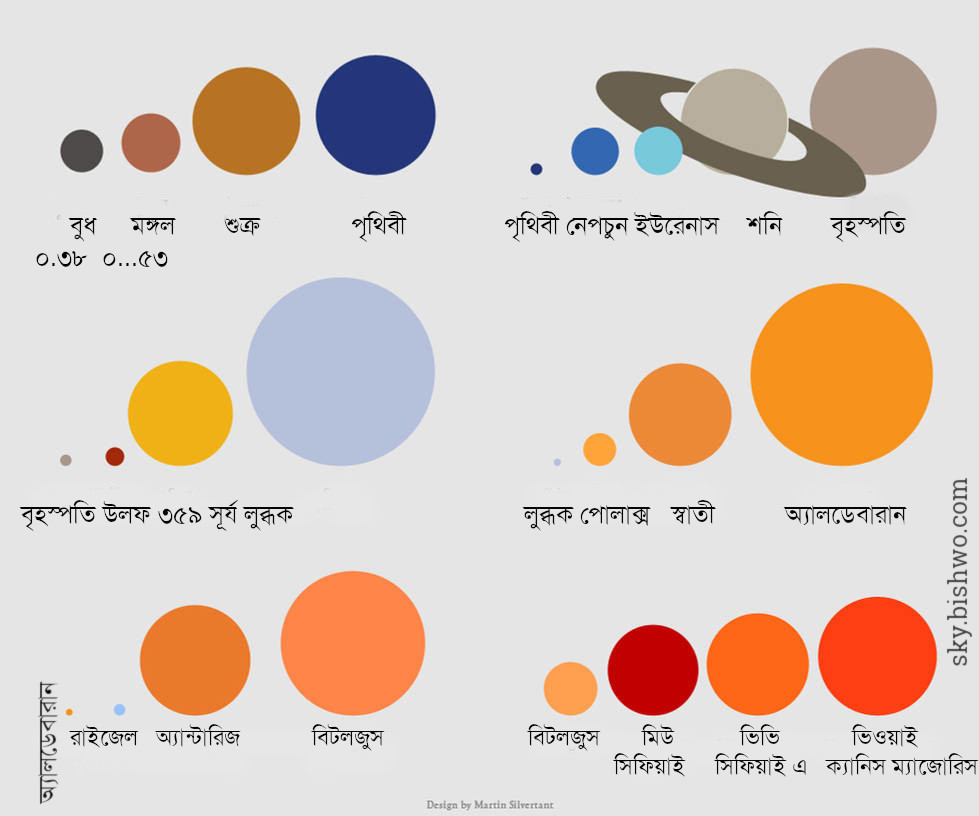 বুধ মঙ্গল শুক্র পৃথিবী
০.৩৮ ০...৫৩
পৃথিবী নেপচুন ইউরেনাস শনি বৃহস্পতি
বৃহস্পতি উলফ ৩৫৯ সূর্য লুব্ধক
লুব্ধক পোলাক্স স্বাতী অ্যালডেবারান
অ্যালডেবারান
রাইজেল অ্যান্টারিজ বিটলজুস
বিটলজুস মিউ ভিভি ভিওয়াই
সিফিয়াই সিফিয়াই এ ক্যানিস ম্যাজোরিস
sky.bishwo.com
Design by Martin Silvertant